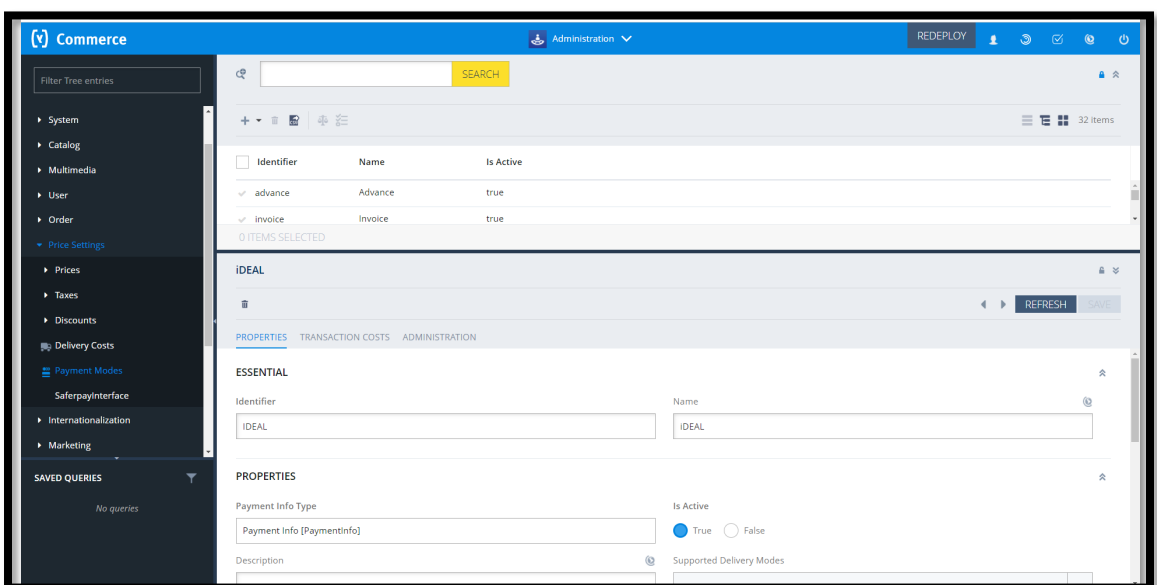 Commerce
Administration
REDEPLOY
Filter Tree entries
System
Catalog
Multimedia
User
Order
Price Settings
Prices
Taxes
Discounts
Delivery Costs
Payment Modes
SaferpayInterface
Internationalization
Marketing
SAVED QUERIES
No queries
SEARCH
32 items
Identifier Name Is Active
advance Advance true
invoice Invoice true
0 ITEMS SELECTED
iDEAL
REFRESH SAVE
PROPERTIES TRANSACTION COSTS ADMINISTRATION
ESSENTIAL
Identifier Name
IDEAL iDEAL
PROPERTIES
Payment Info Type Is Active
Payment Info [PaymentInfo] True False
Description Supported Delivery Modes